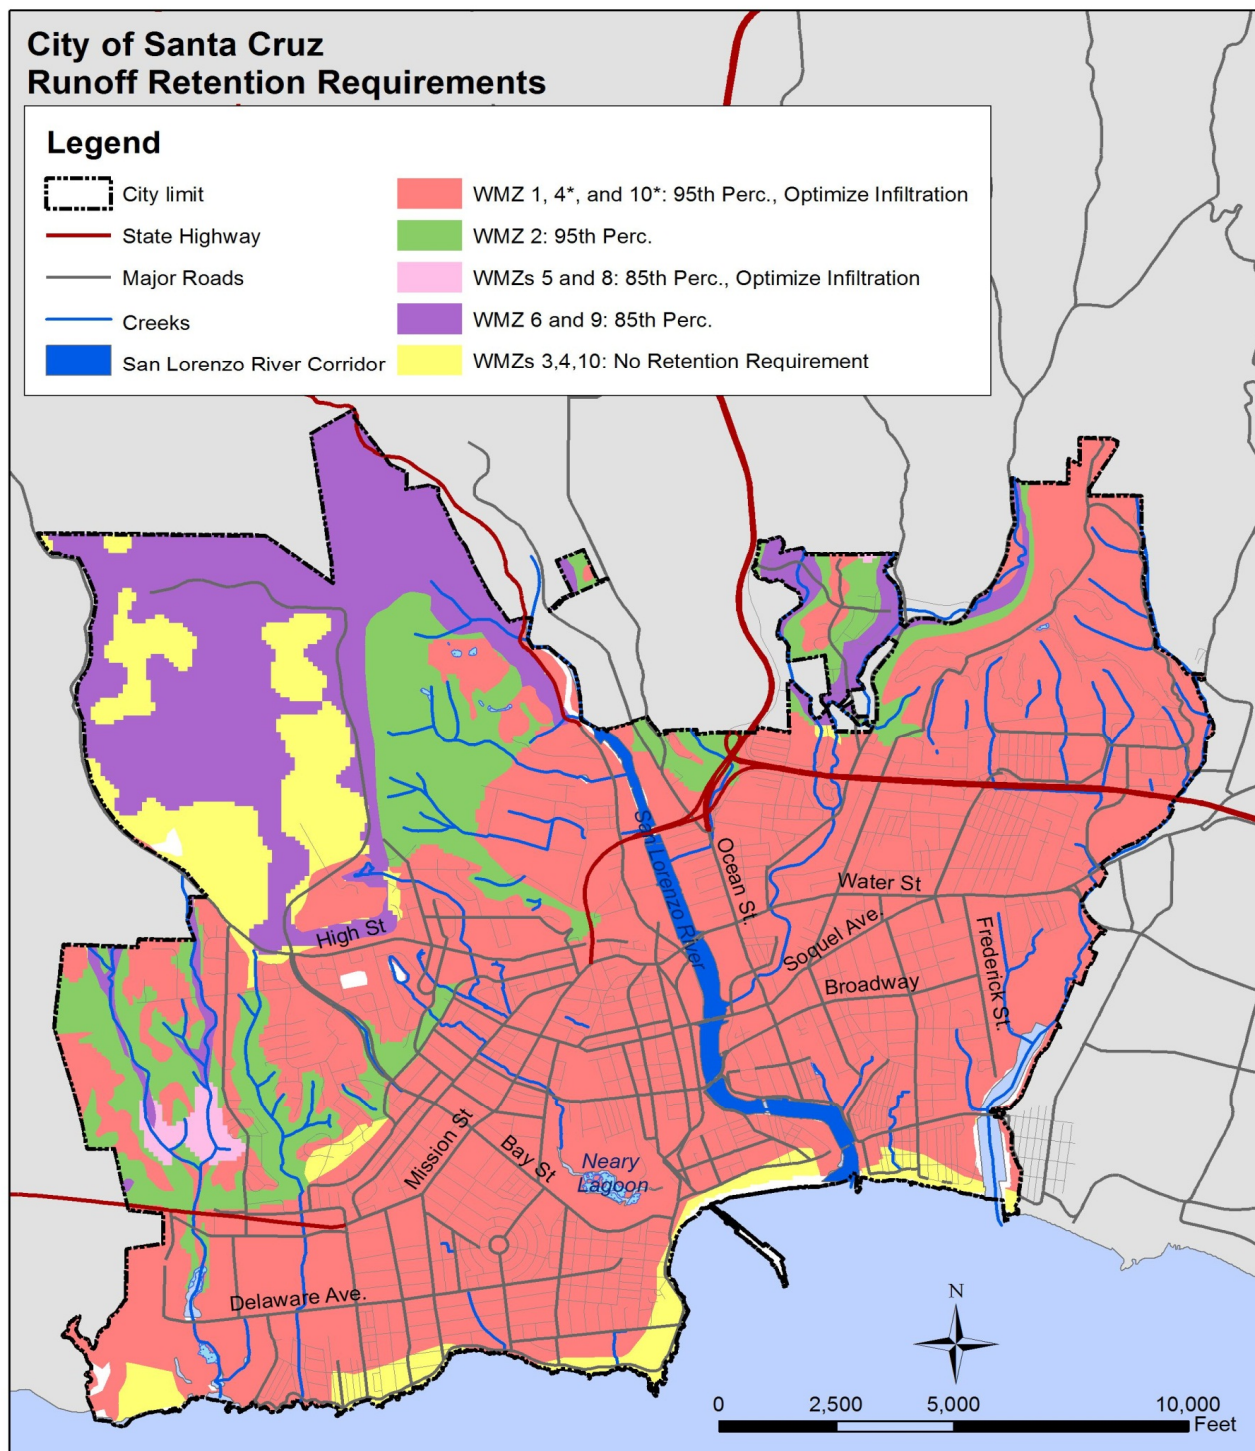 City of Santa Cruz
Runoff Retention Requirements
Legend
City limit
State Highway
Major Roads
Creeks
San Lorenzo River Corridor
WMZ 1, 4*, and 10*: 95th Perc., Optimize Infiltration
WMZ 2: 95th Perc.
WMZs 5 and 8: 85th Perc., Optimize Infiltration
WMZ 6 and 9: 85th Perc.
WMZs 3,4,10: No Retention Requirement
San Lorenzo River
Ocean St.
Water St
Soquel Ave.
Frederick St.
High St
Broadway
Mission St
Bay St
Neary
Lagoon
Delaware Ave.
N
0 2,500 5,000 10,000
Feet